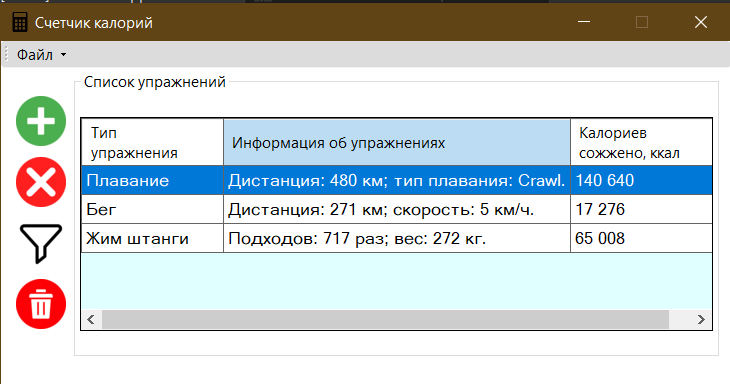 Счетчик калорий
Файл
Список упражнений
Тип
упражнения
Информация об упражнениях
Калориев
сожжено, ккал
Плавание Дистанция: 480 км; тип плавания: Crawl. 140 640
Бег Дистанция: 271 км; скорость: 5 км/ч. 17 276
Жим штанги Подходов: 717 раз; вес: 272 кг. 65 008